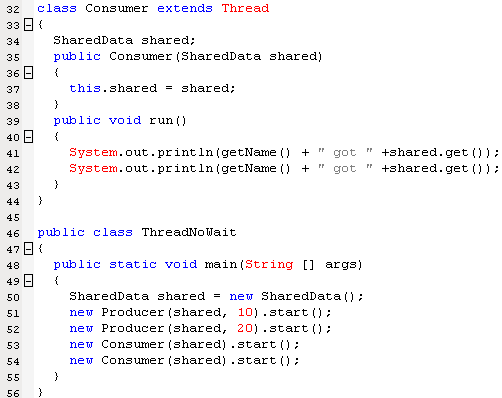 32 class Consumer extends Thread
33 {
34 SharedData shared;
35 public Consumer(SharedData shared)
36 {
37 this.shared = shared;
38 }
39 public void run()
40 {
41 System.out.println(getName() + " got " +shared.get());
42 System.out.println(getName() + " got " +shared.get());
43 }
44 }
45
46 public class ThreadNoWait
47 {
48 public static void main(String [] args)
49 {
50 SharedData shared = new SharedData();
51 new Producer(shared, 10).start();
52 new Producer(shared, 20).start();
53 new Consumer(shared).start();
54 new Consumer(shared).start();
55 }
56 }